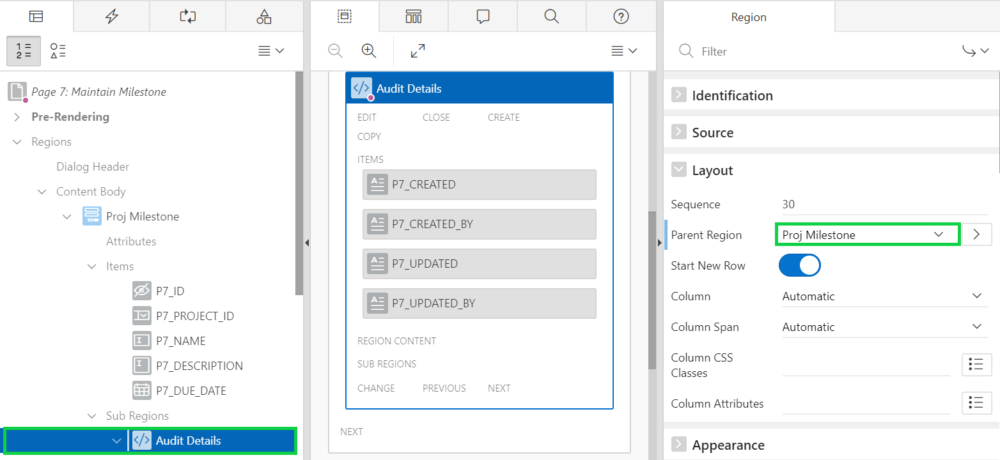 Page 7: Maintain Milestone
Pre-Rendering
Regions
Dialog Header
Content Body
Proj Milestone
Attributes
Items
P7_ID
P7_PROJECT_ID
P7_NAME
P7_DESCRIPTION
P7_DUE_DATE
Sub Regions
Audit Details
Audit Details
EDIT CLOSE CREATE
COPY
ITEMS
P7_CREATED
P7_CREATED_BY
P7_UPDATED
P7_UPDATED_BY
REGION CONTENT
SUB REGIONS
CHANGE PREVIOUS NEXT
NEXT
Region
Filter
Identification
Source
Layout
Sequence 30
Parent Region Proj Milestone
Start New Row
Column Automatic
Column Span Automatic
Column CSS
Classes
Column Attributes
Appearance